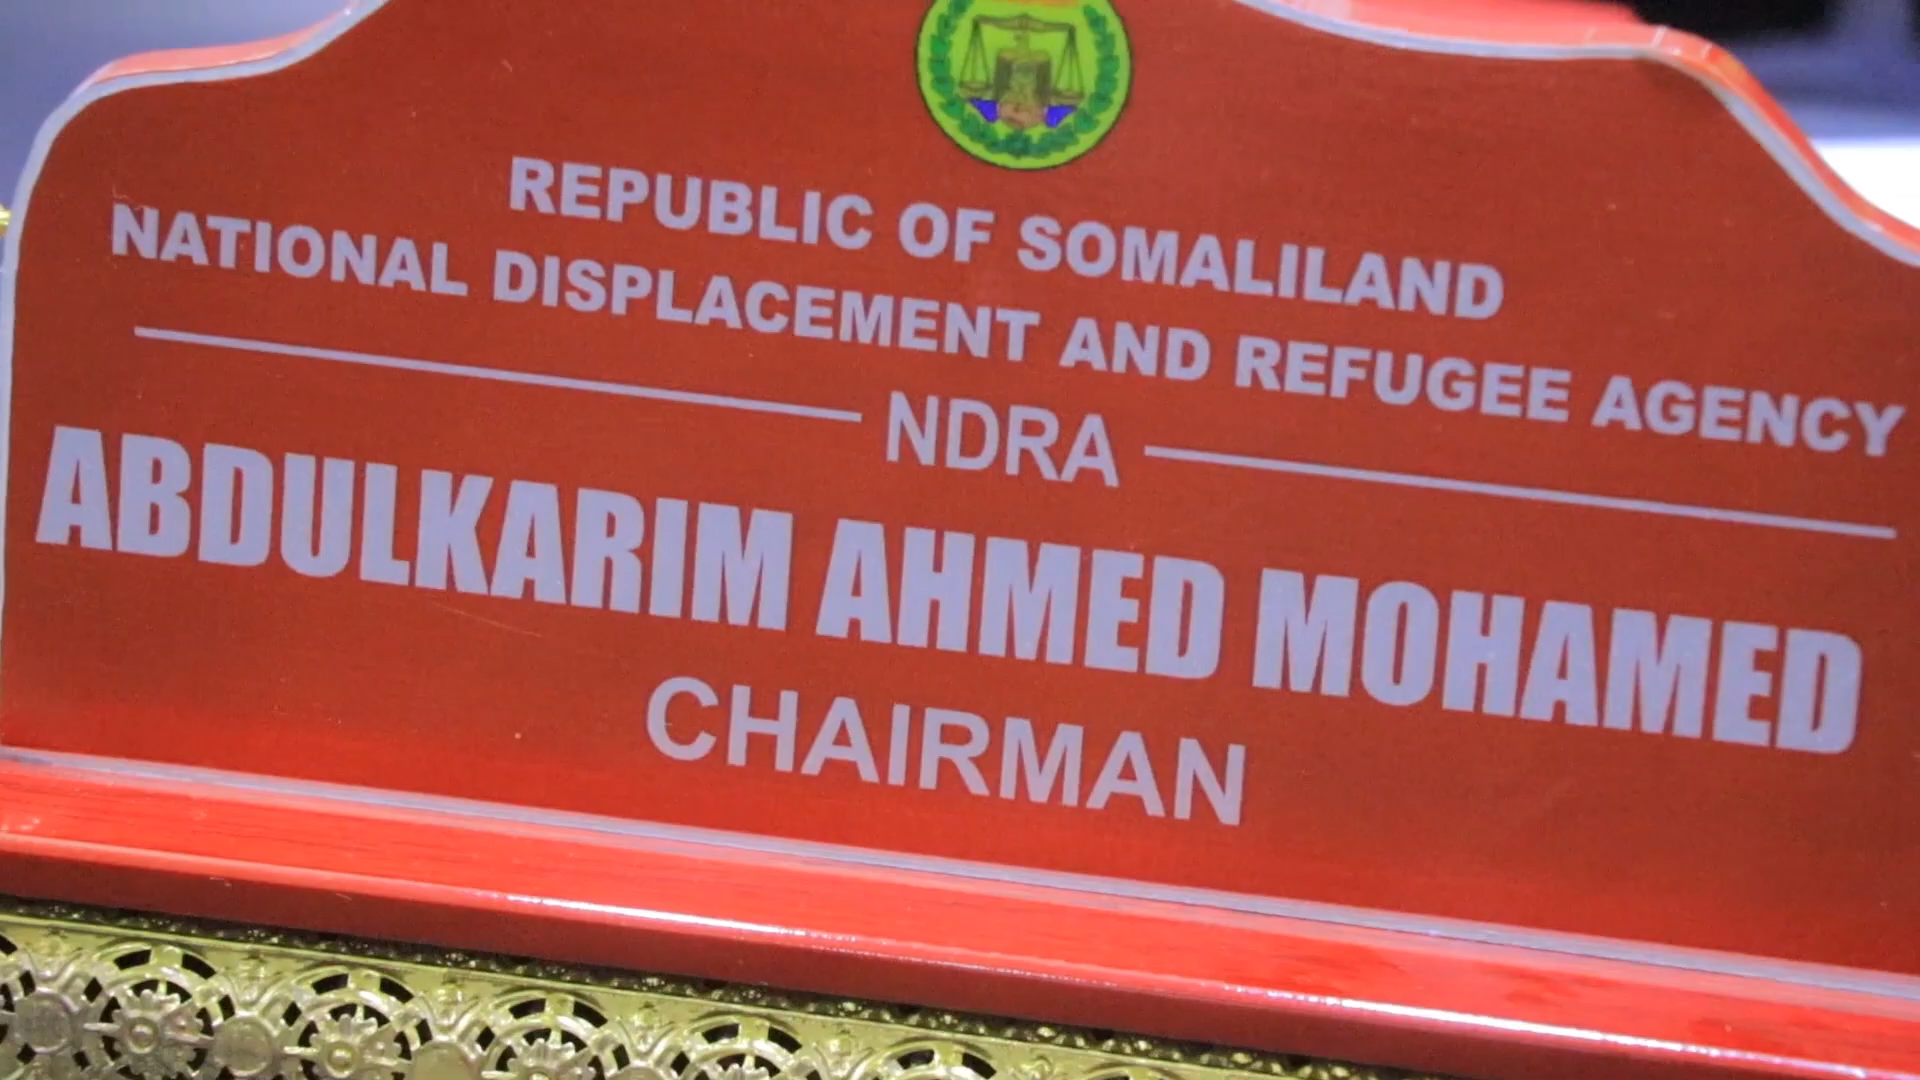 REPUBLIC OF SOMALILAND
NATIONAL DISPLACEMENT AND REFUGEE AGENCY
NDRA
ABDULKARIM AHMED MOHAMED
CHAIRMAN